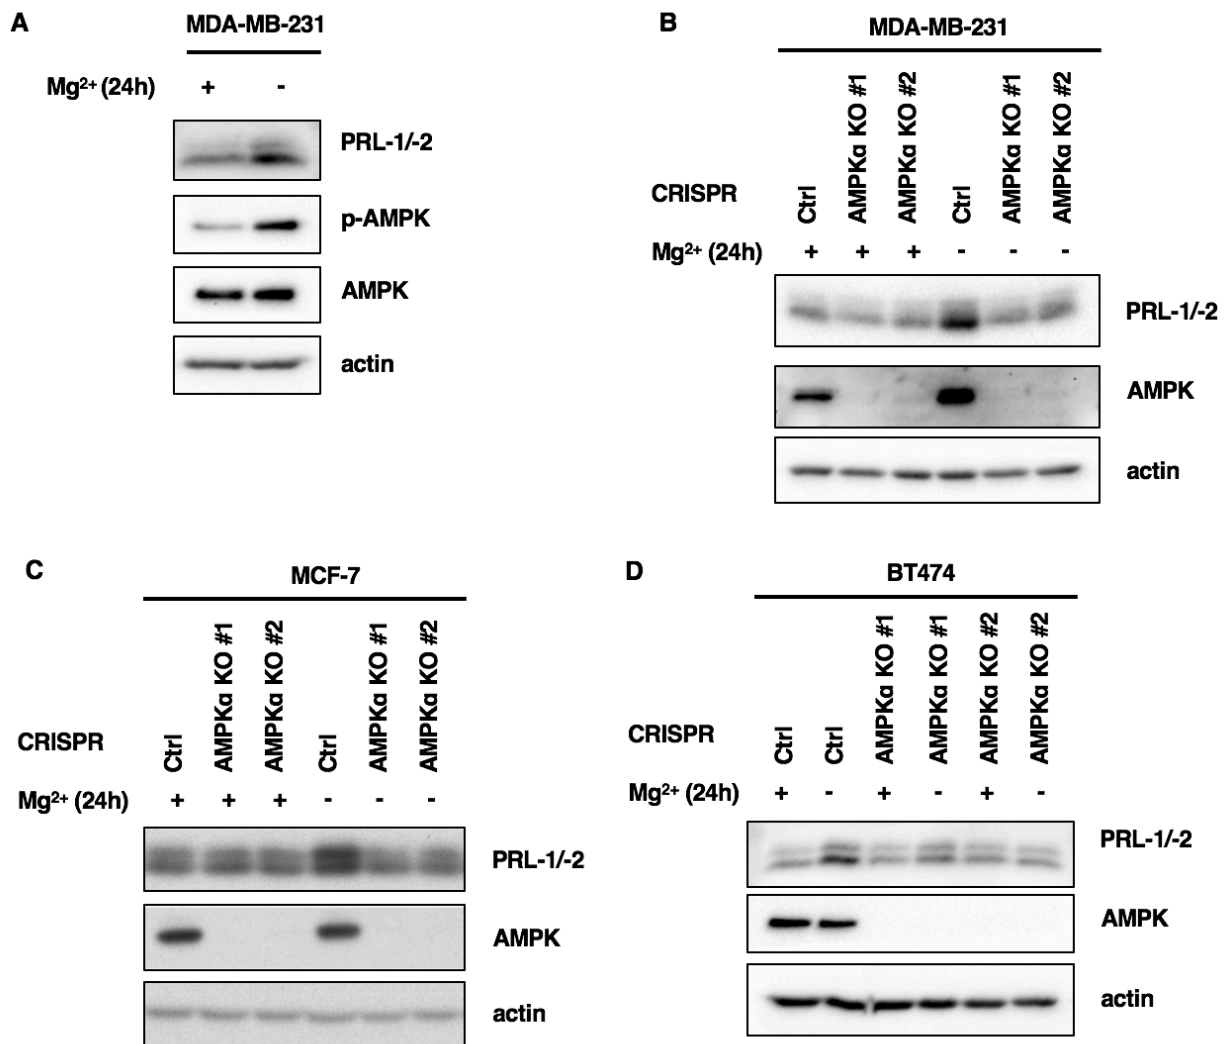 A
MDA-MB-231
Mg²⁺ (24h) + -
PRL-1/-2
p-AMPK
AMPK
actin
B
MDA-MB-231
CRISPR Ctrl AMPKα KO #1 AMPKα KO #2 Ctrl AMPKα KO #1 AMPKα KO #2
Mg²⁺ (24h) + + + - - -
PRL-1/-2
AMPK
actin
C
MCF-7
CRISPR Ctrl AMPKα KO #1 AMPKα KO #2 Ctrl AMPKα KO #1 AMPKα KO #2
Mg²⁺ (24h) + + + - - -
PRL-1/-2
AMPK
actin
D
BT474
CRISPR Ctrl Ctrl AMPKα KO #1 AMPKα KO #1 AMPKα KO #2 AMPKα KO #2
Mg²⁺ (24h) + - + - + -
PRL-1/-2
AMPK
actin